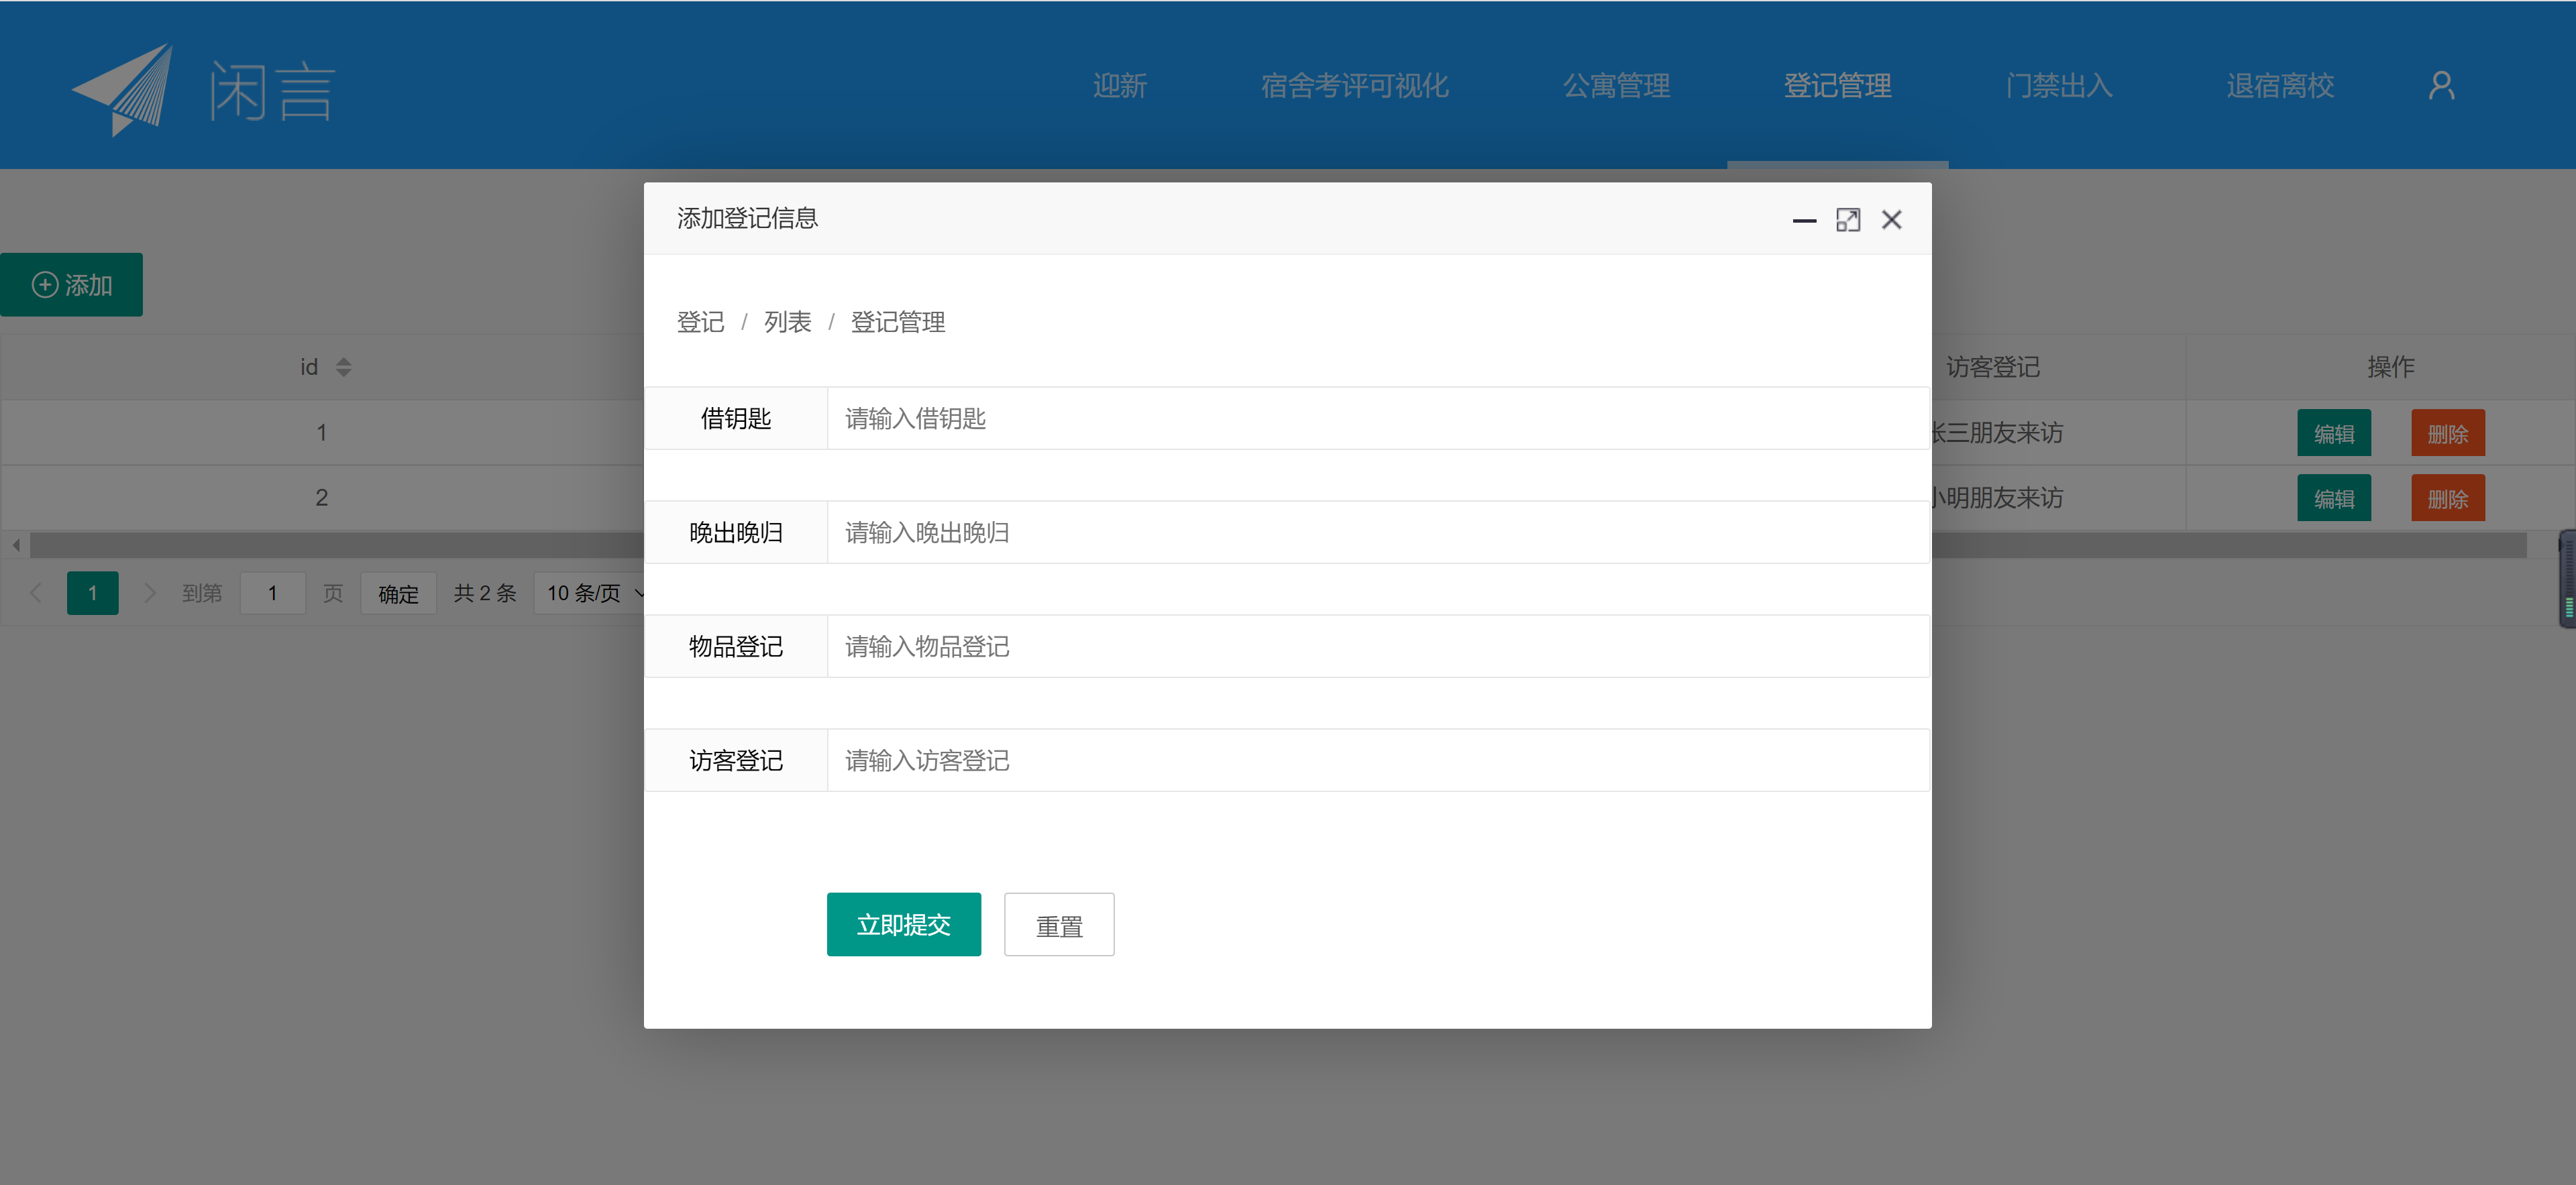 闲言
迎新 宿舍考评可视化 公寓管理 登记管理 门禁出入 退宿离校
添加登记信息
添加
登记 / 列表 / 登记管理
id 访客登记 操作
借钥匙 请输入借钥匙
1 张三朋友来访 编辑 删除
2 小明朋友来访 编辑 删除
晚出晚归 请输入晚出晚归
1 到第 1 页 确定 共 2 条 10 条/页
物品登记 请输入物品登记
访客登记 请输入访客登记
立即提交 重置